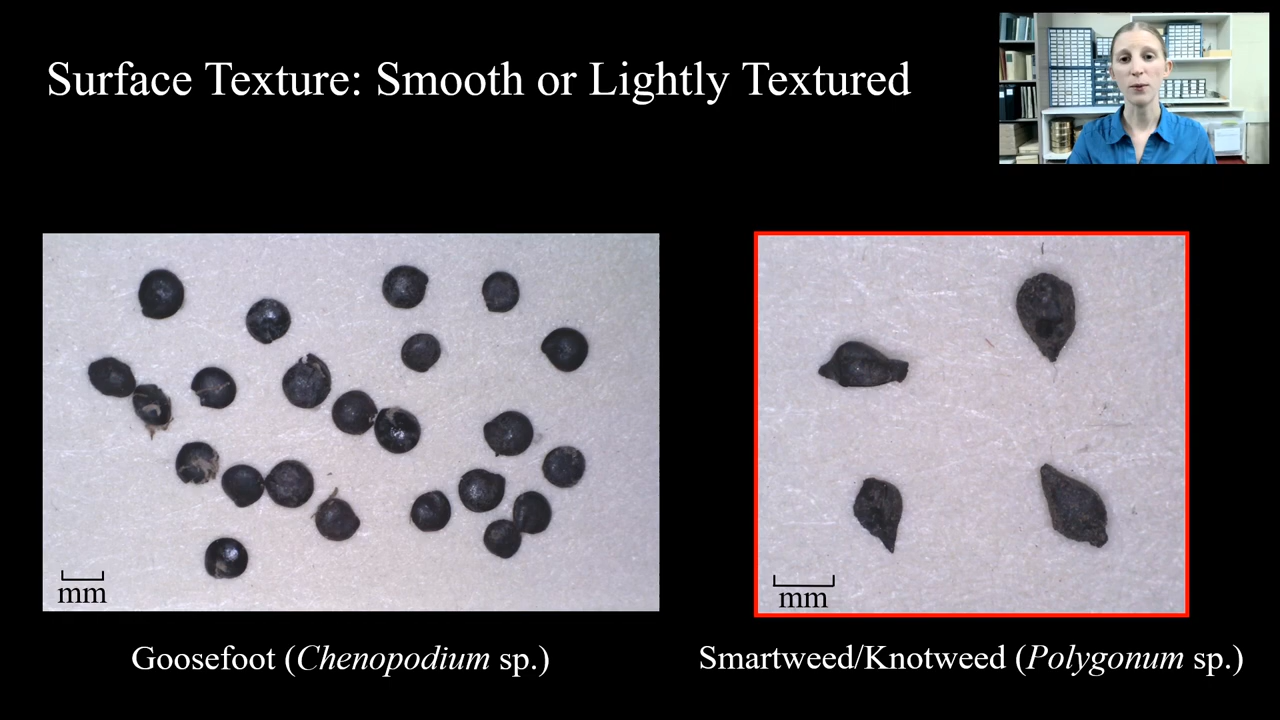 Surface Texture: Smooth or Lightly Textured
mm
mm
Goosefoot (Chenopodium sp.)
Smartweed/Knotweed (Polygonum sp.)